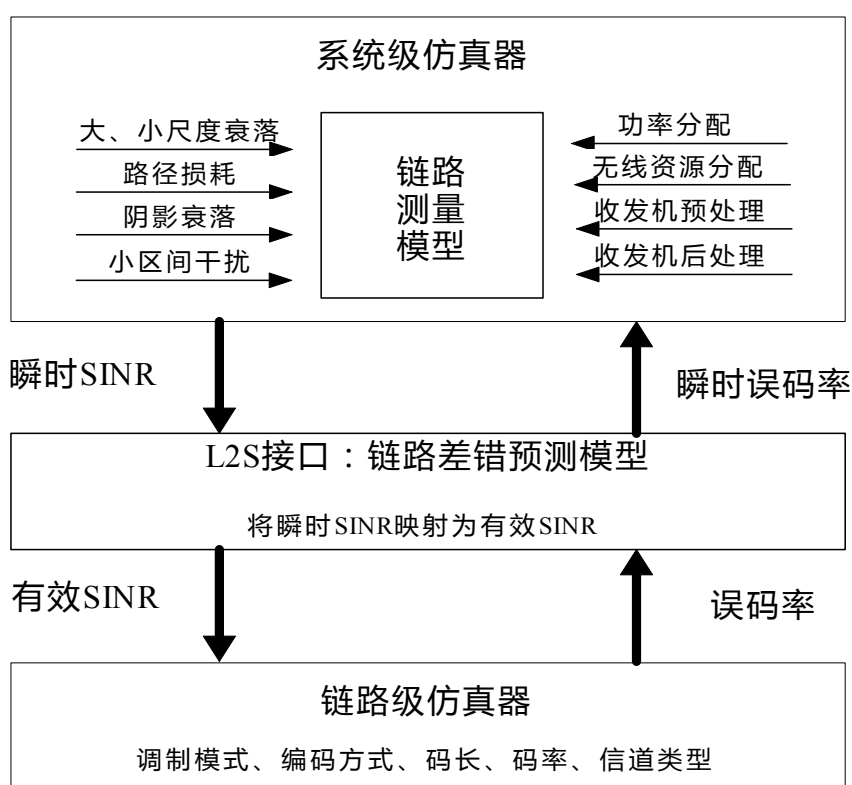 系统级仿真器
大、小尺度衰落
路径损耗
阴影衰落
小区间干扰
链路
测量
模型
功率分配
无线资源分配
收发机预处理
收发机后处理
瞬时SINR
瞬时误码率
L2S接口：链路差错预测模型
将瞬时SINR映射为有效SINR
有效SINR
误码率
链路级仿真器
调制模式、编码方式、码长、码率、信道类型